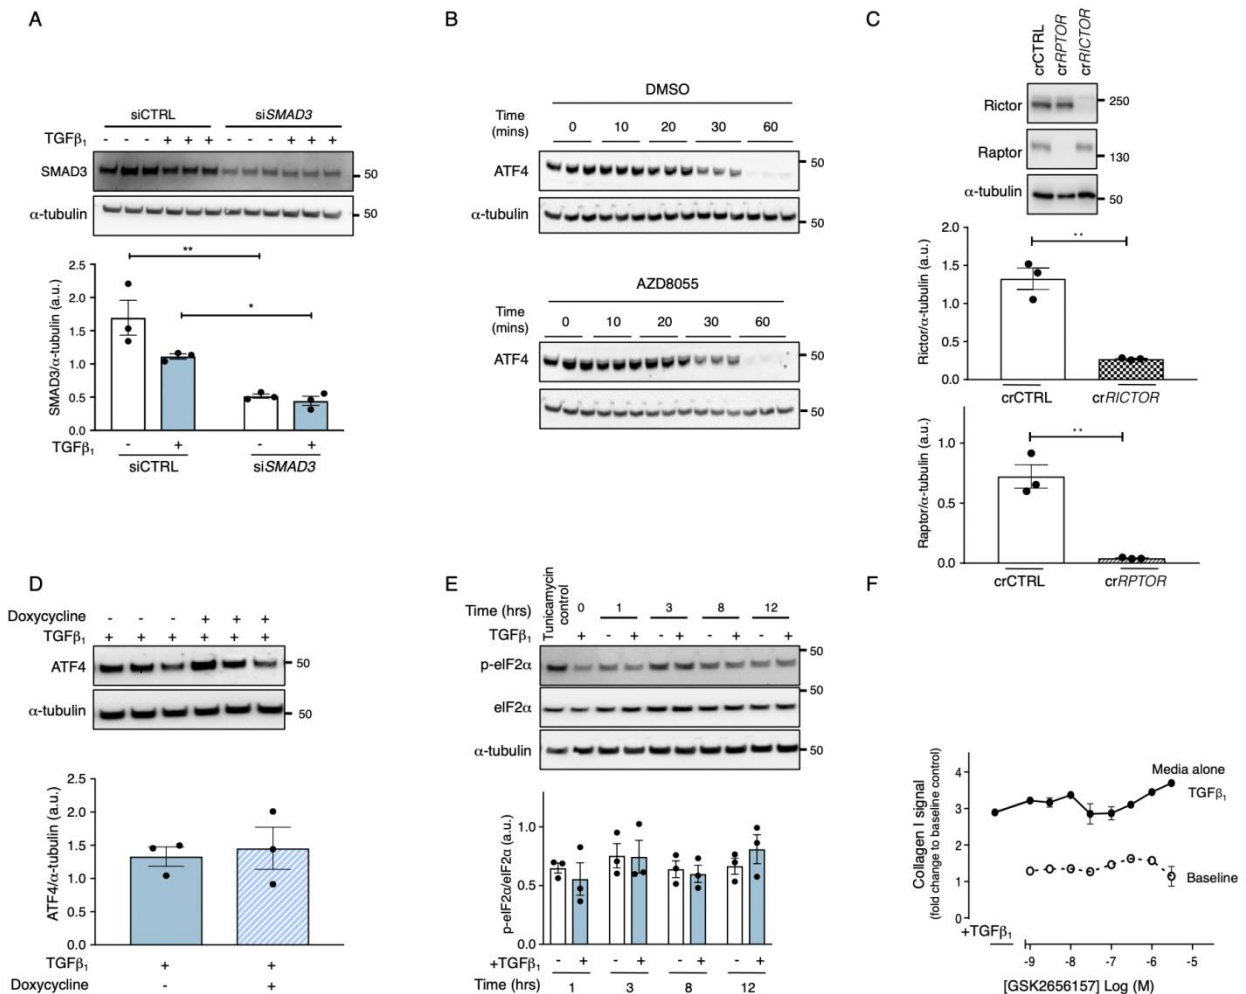 A
siCTRL
siSMAD3
TGFβ₁ - - - + + + - - - + + +
SMAD3
50
α-tubulin
50
**
*
SMAD3/α-tubulin (a.u.)
2.5
2.0
1.5
1.0
0.5
0.0
TGFβ₁ - + - +
siCTRL
siSMAD3
B
DMSO
Time (mins)
0 10 20 30 60
ATF4
50
α-tubulin
50
AZD8055
Time (mins)
0 10 20 30 60
ATF4
50
α-tubulin
50
C
crCTRL
crRPTOR
crRICTOR
Rictor
250
Raptor
130
α-tubulin
50
Rictor/α-tubulin (a.u.)
2.0
1.5
1.0
0.5
0.0
**
crCTRL
crRICTOR
Raptor/α-tubulin (a.u.)
1.0
0.5
0.0
**
crCTRL
crRPTOR
D
Doxycycline - - - + + +
TGFβ₁ + + + + + +
ATF4
50
α-tubulin
50
ATF4/α-tubulin (a.u.)
2.5
2.0
1.5
1.0
0.5
0.0
TGFβ₁ + +
Doxycycline - +
E
Tunicamycin
control
Time (hrs) 0 1 3 8 12
TGFβ₁ + - + - + - + - +
p-eIF2α
50
eIF2α
50
α-tubulin
50
p-eIF2α/eIF2α (a.u.)
1.0
0.5
0.0
+TGFβ₁ - + - + - + - +
Time (hrs) 1 3 8 12
F
Collagen I signal
(fold change to baseline control)
4
3
2
1
0
Media alone
TGFβ₁
Baseline
+TGFβ₁
-9 -8 -7 -6 -5
[GSK2656157] Log (M)